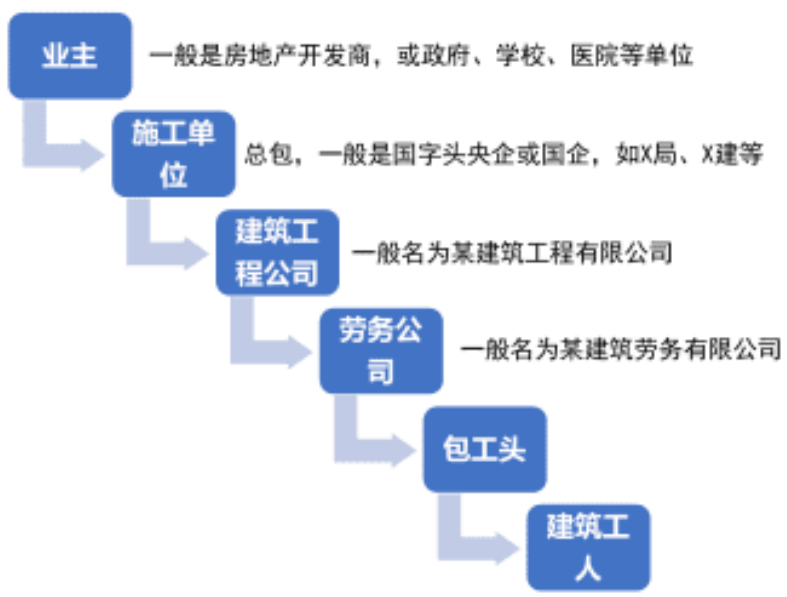 业主
一般是房地产开发商，或政府、学校、医院等单位
施工单
位
总包，一般是国字头央企或国企，如X局、X建等
建筑工
程公司
一般名为某建筑工程有限公司
劳务公
司
一般名为某建筑劳务有限公司
包工头
建筑工
人